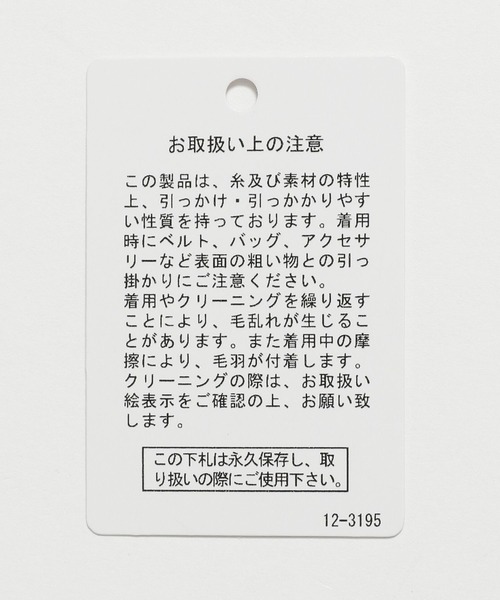 お取扱い上の注意
この製品は、糸及び素材の特性
上、引っかけ・引っかかりやす
い性質を持っております。着用
時にベルト、バッグ、アクセサ
リーなど表面の粗い物との引っ
掛かりにご注意ください。
着用やクリーニングを繰り返す
ことにより、毛乱れが生じるこ
とがあります。また着用中の摩
擦により、毛羽が付着します。
クリーニングの際は、お取扱い
絵表示をご確認の上、お願い致
します。
この下札は永久保存し、取
り扱いの際にご使用下さい。
12-3195